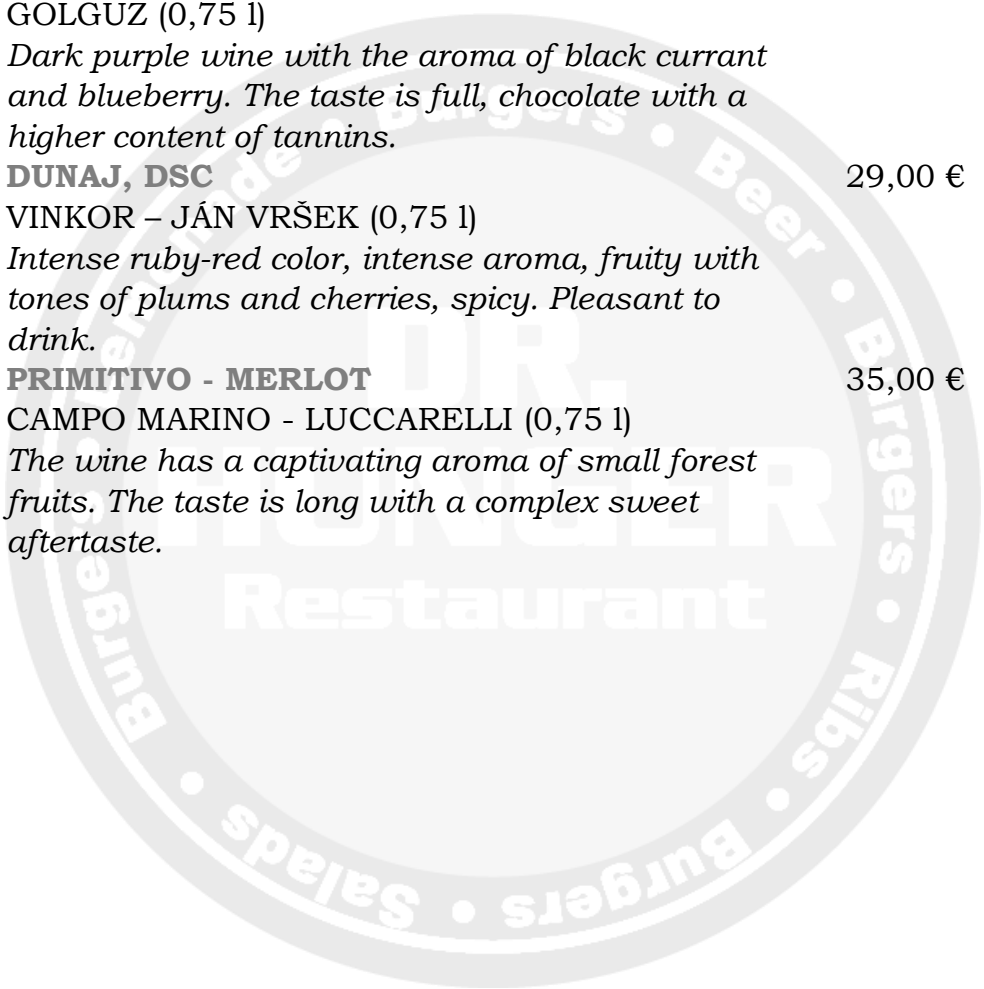 GOLGUZ (0,75 l)
Dark purple wine with the aroma of black currant
and blueberry. The taste is full, chocolate with a
higher content of tannins.
DUNAJ, DSC 29,00 €
VINKOR – JÁN VRŠEK (0,75 l)
Intense ruby-red color, intense aroma, fruity with
tones of plums and cherries, spicy. Pleasant to
drink.
PRIMITIVO - MERLOT 35,00 €
CAMPO MARINO - LUCCARELLI (0,75 l)
The wine has a captivating aroma of small forest
fruits. The taste is long with a complex sweet
aftertaste.
DR.
HUNGER
Restaurant
Burgers • Beer • Burgers • Ribs • Burgers • Salads • Burgers • Lemonade